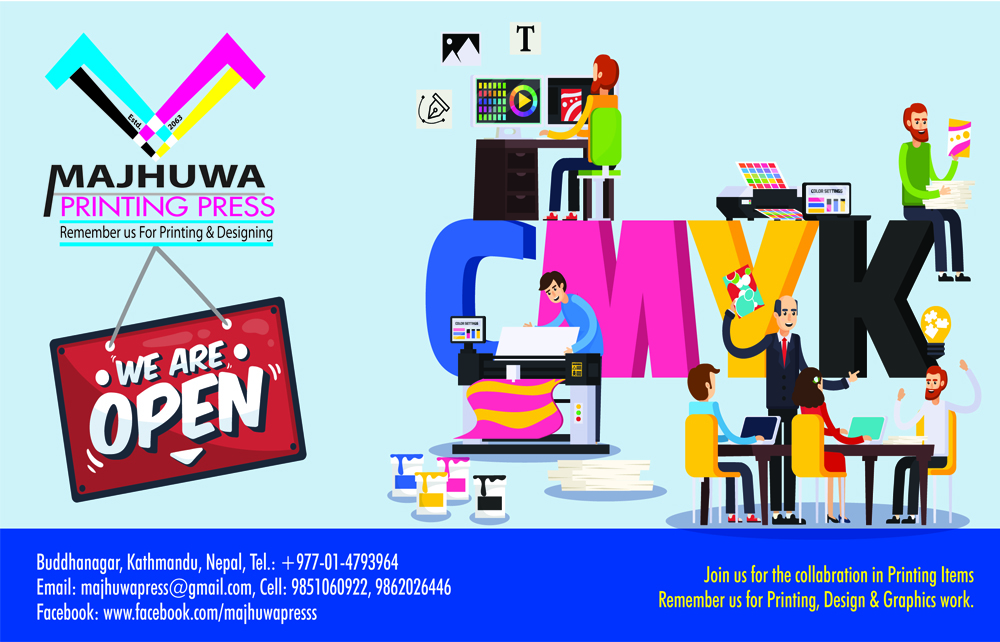 T
Estd. 2063
MAJHUWA
PRINTING PRESS
Remember us For Printing & Designing
WE ARE
OPEN
COLOR SETTINGS
CMYK
COLOR SETTINGS
Buddhanagar, Kathmandu, Nepal, Tel.: +977-01-4793964
Email: majhuwapress@gmail.com, Cell: 9851060922, 9862026446
Facebook: www.facebook.com/majhuwapresss
Join us for the collabration in Printing Items
Remember us for Printing, Design & Graphics work.